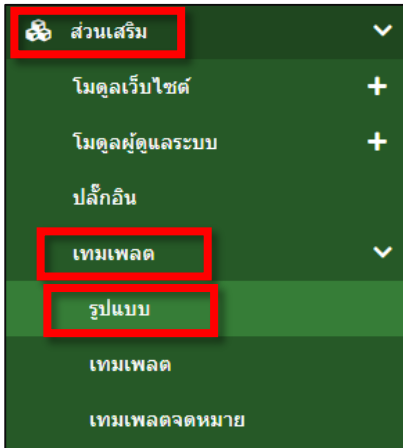 ส่วนเสริม
โมดูลเว็บไซต์
โมดูลผู้ดูแลระบบ
ปลั๊กอิน
เทมเพลต
รูปแบบ
เทมเพลต
เทมเพลตจดหมาย